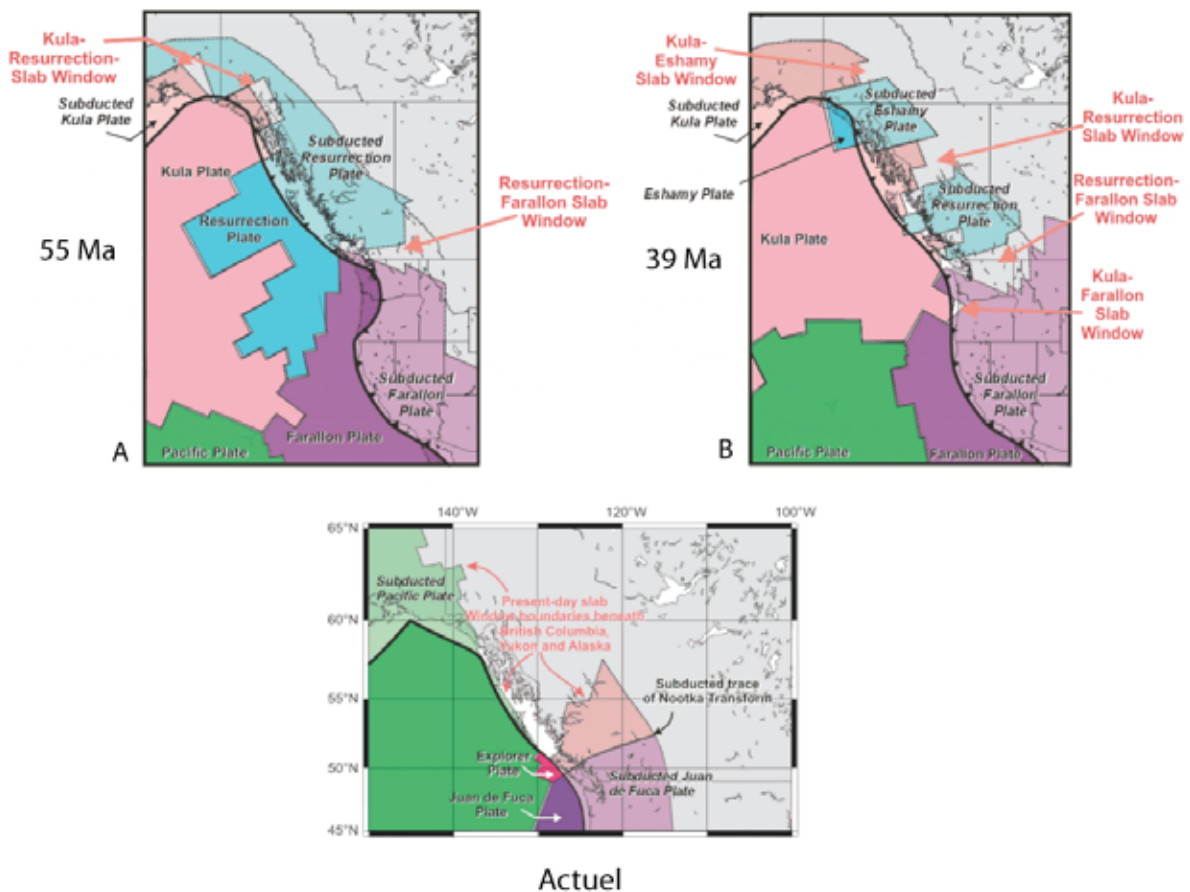 Kula-
Resurrection-
Slab Window
Subducted
Kula Plate
Kula Plate
Resurrection
Plate
Subducted
Resurrection
Plate
Resurrection-
Farallon Slab
Window
55 Ma
Subducted
Farallon
Plate
Farallon Plate
Pacific Plate
A
Kula-
Eshamy
Slab Window
Subducted
Kula Plate
Subducted
Eshamy
Plate
Kula-
Resurrection
Slab Window
Eshamy Plate
Subducted
Resurrection
Plate
Resurrection-
Farallon Slab
Window
Kula Plate
39 Ma
Kula-
Farallon
Slab
Window
Subducted
Farallon
Plate
B
Pacific Plate
Farallon Plate
140°W
120°W
100°W
65°N
60°N
55°N
50°N
45°N
Subducted
Pacific Plate
Present-day slab
Window boundaries beneath
British Columbia,
Yukon and Alaska
Subducted trace
of Nootka Transform
Explorer
Plate
Subducted Juan
de Fuca Plate
Juan de Fuca
Plate
Actuel